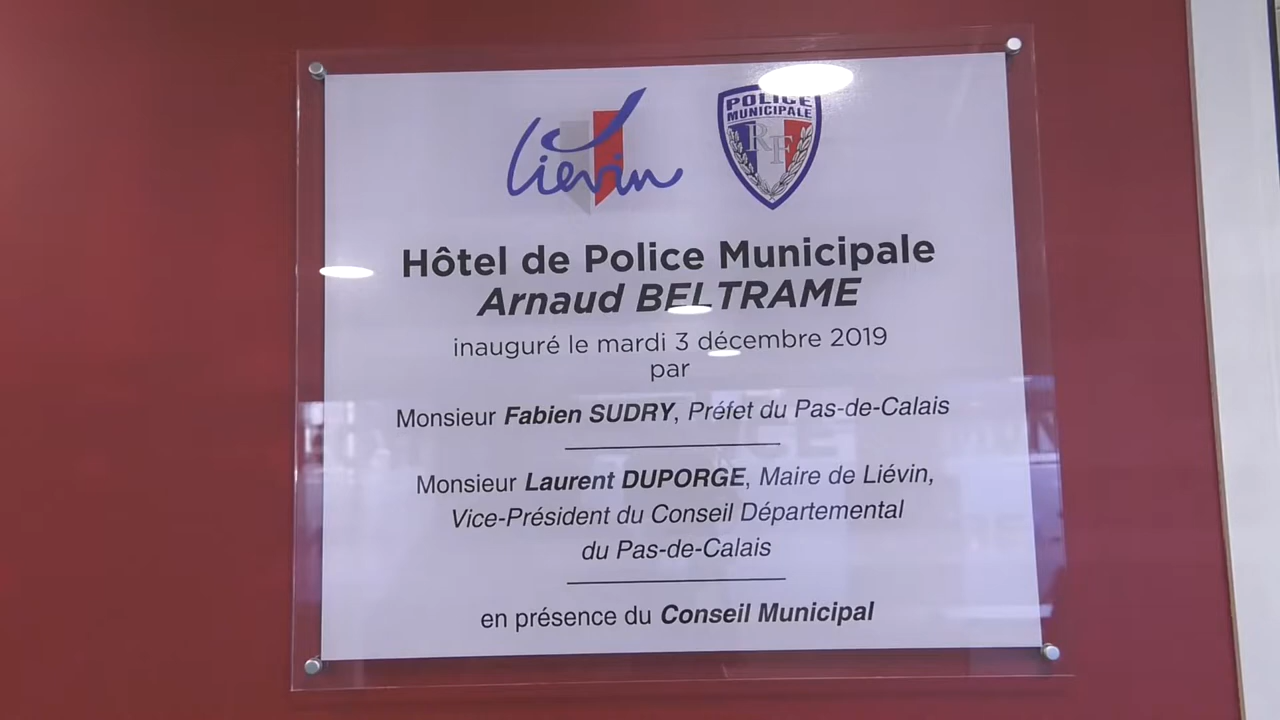 Liévin
POLICE
MUNICIPALE
RF
Hôtel de Police Municipale
Arnaud BELTRAME
inauguré le mardi 3 décembre 2019
par
Monsieur Fabien SUDRY, Préfet du Pas-de-Calais
Monsieur Laurent DUPORGE, Maire de Liévin,
Vice-Président du Conseil Départemental
du Pas-de-Calais
en présence du Conseil Municipal